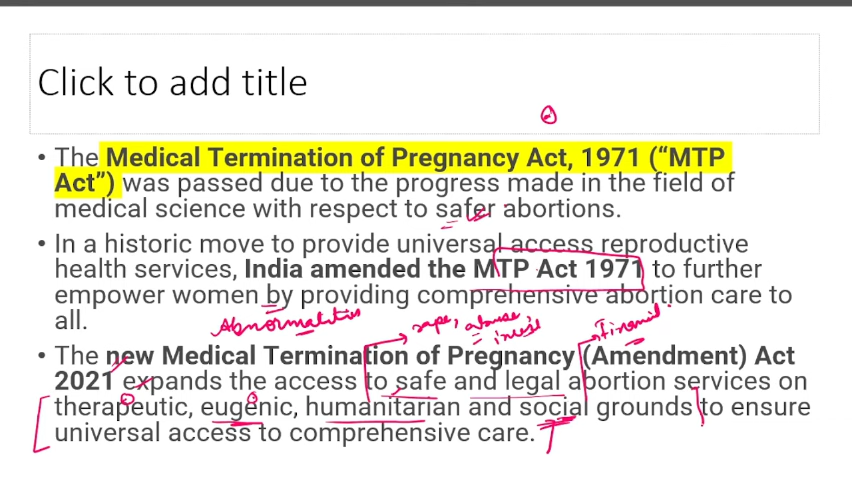 Click to add title
• The Medical Termination of Pregnancy Act, 1971 (“MTP
Act”) was passed due to the progress made in the field of
medical science with respect to safer abortions.
• In a historic move to provide universal access reproductive
health services, India amended the MTP Act 1971 to further
empower women by providing comprehensive abortion care to
all.
Abnormalities
rape, abuse,
• The new Medical Termination of Pregnancy (Amendment) Act
2021 expands the access to safe and legal abortion services on
therapeutic, eugenic, humanitarian and social grounds to ensure
universal access to comprehensive care.